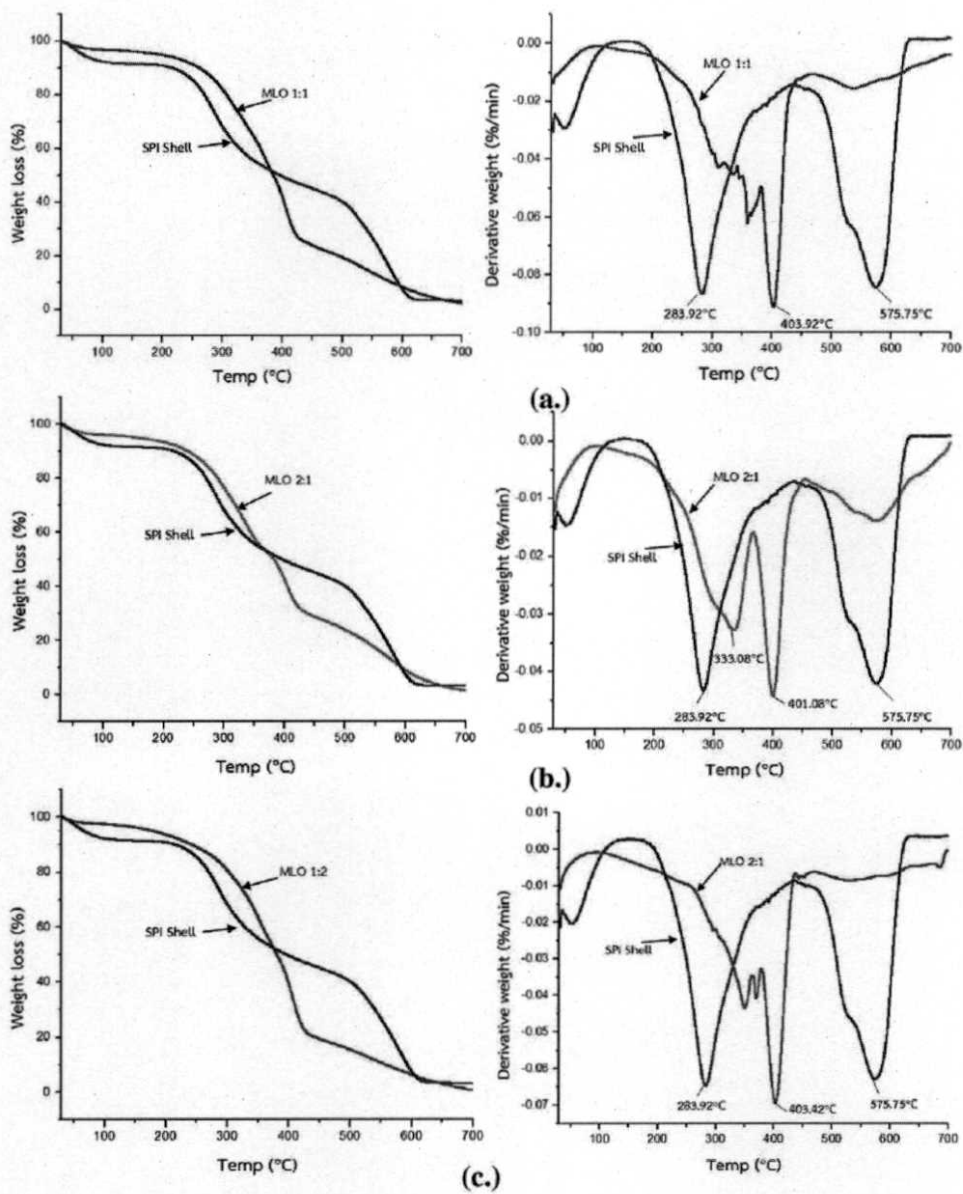 100
80
60
40
20
0
Weight loss (%)
MLO 1:1
SPI Shell
100 200 300 400 500 600 700
Temp (°C)
0.00
-0.02
-0.04
-0.06
-0.08
-0.10
Derivative weight (%/min)
MLO 1:1
SPI Shell
283.92°C
403.92°C
575.75°C
100 200 300 400 500 600 700
Temp (°C)
(a.)
100
80
60
40
20
0
Weight loss (%)
MLO 2:1
SPI Shell
100 200 300 400 500 600 700
Temp (°C)
0.00
-0.01
-0.02
-0.03
-0.04
-0.05
Derivative weight (%/min)
MLO 2:1
SPI Shell
333.08°C
283.92°C
401.08°C
575.75°C
100 200 300 400 500 600 700
Temp (°C)
(b.)
100
80
60
40
20
0
Weight loss (%)
MLO 1:2
SPI Shell
100 200 300 400 500 600 700
Temp (°C)
0.01
0.00
-0.01
-0.02
-0.03
-0.04
-0.05
-0.06
-0.07
Derivative weight (%/min)
MLO 2:1
SPI Shell
283.92°C
403.42°C
575.75°C
100 200 300 400 500 600 700
Temp (°C)
(c.)